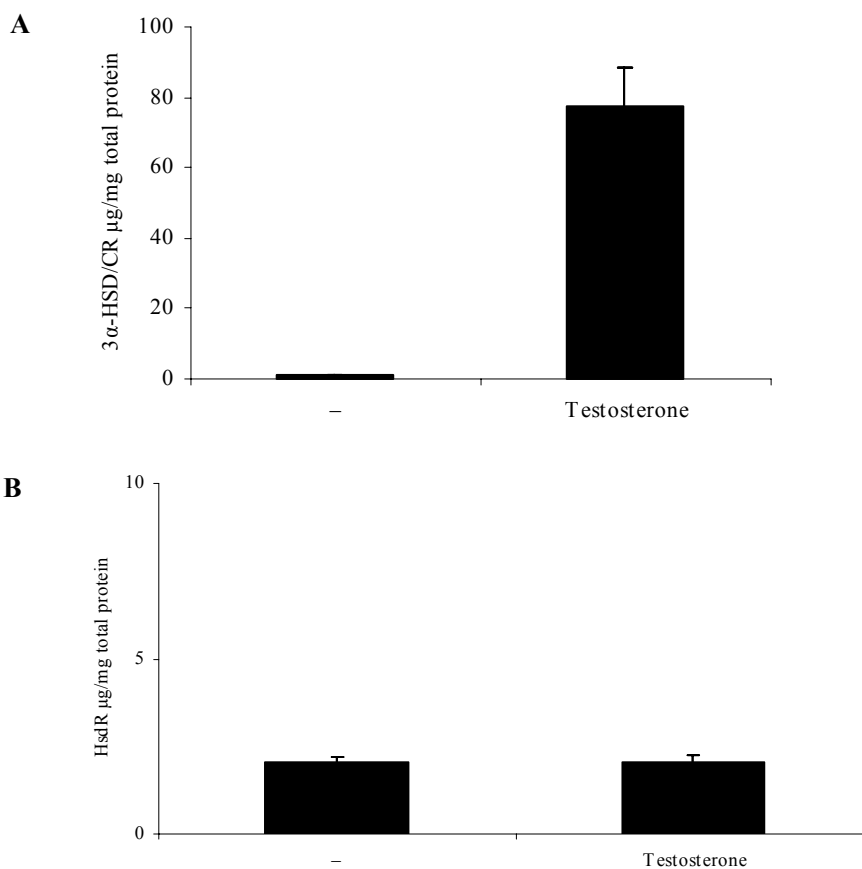 A
3α-HSD/CR μg/mg total protein
100
80
60
40
20
0
–
Testosterone
B
HsdR μg/mg total protein
10
5
0
–
Testosterone